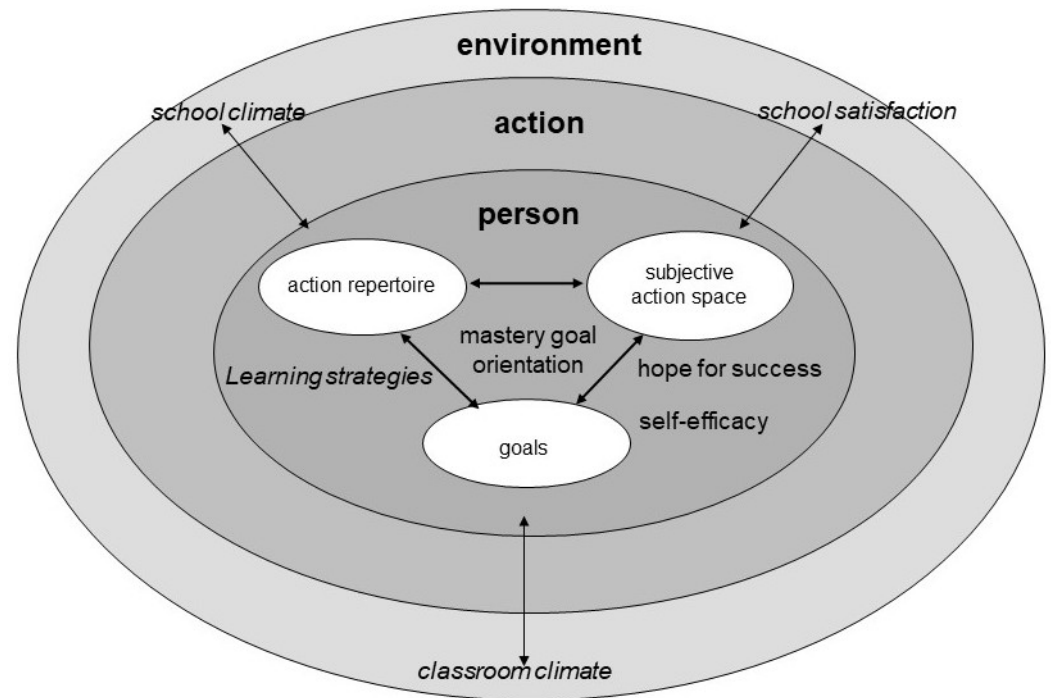 environment
school climate
school satisfaction
action
person
action repertoire
subjective
action space
mastery goal
orientation
Learning strategies
hope for success
self-efficacy
goals
classroom climate